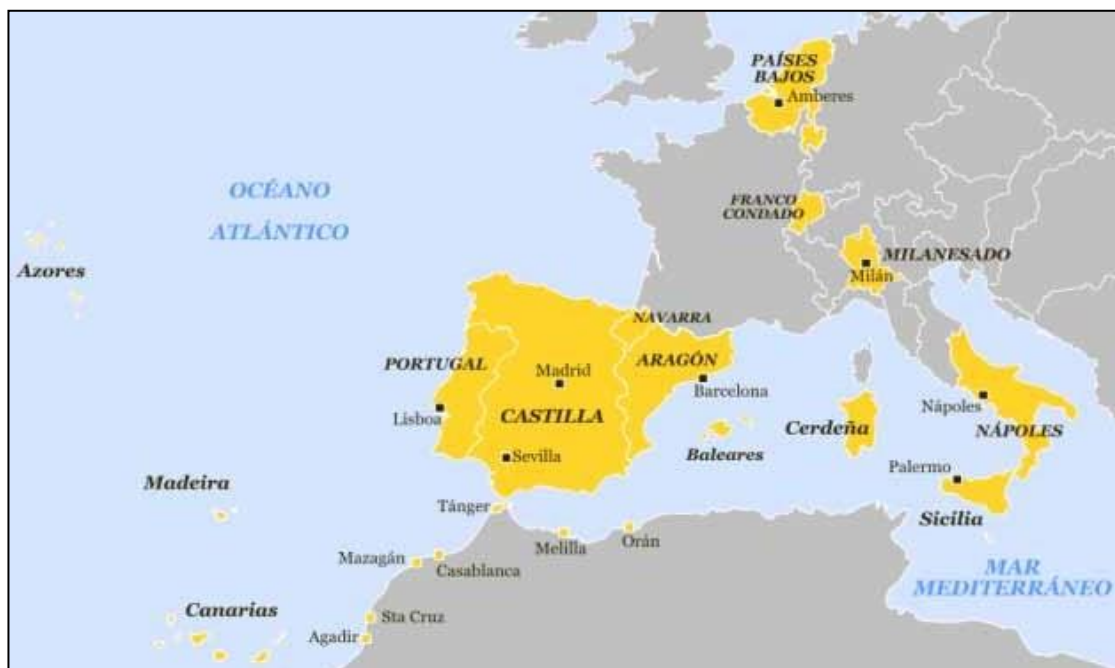 PAÍSES
BAJOS
Amberes
OCÉANO
ATLÁNTICO
FRANCO
CONDADO
MILANESADO
Milán
Azores
NAVARRA
PORTUGAL
ARAGÓN
Madrid
Barcelona
Lisboa
CASTILLA
Nápoles
Cerdeña
NÁPOLES
Sevilla
Baleares
Palermo
Madeira
Tánger
Sicilia
Melilla
Orán
Mazagán
Casablanca
MAR
MEDITERRÁNEO
Canarias
Sta Cruz
Agadir